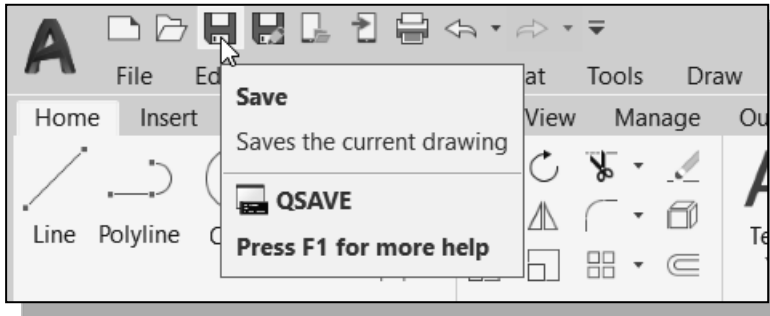 File Ed at Tools Draw
Home Insert View Manage Ou
Save
Saves the current drawing
QSAVE
Press F1 for more help
Line Polyline C Te